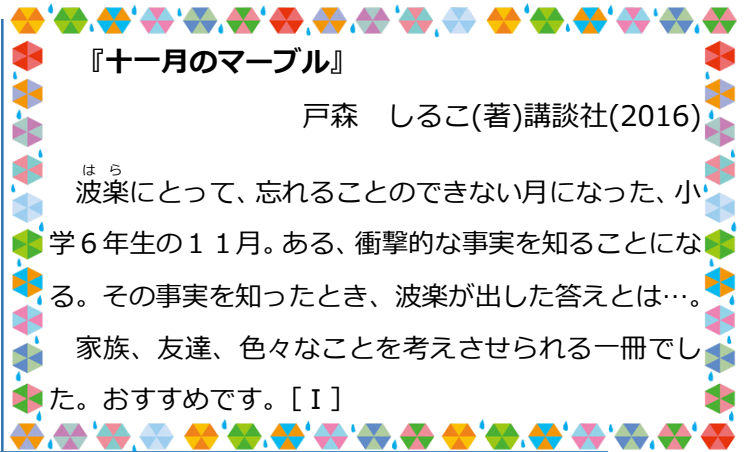 『十一月のマーブル』
戸森　しるこ(著)講談社(2016)
はら
波楽にとって、忘れることのできない月になった、小
学６年生の１１月。ある、衝撃的な事実を知ることにな
る。その事実を知ったとき、波楽が出した答えとは…。
家族、友達、色々なことを考えさせられる一冊でし
た。おすすめです。[Ｉ]